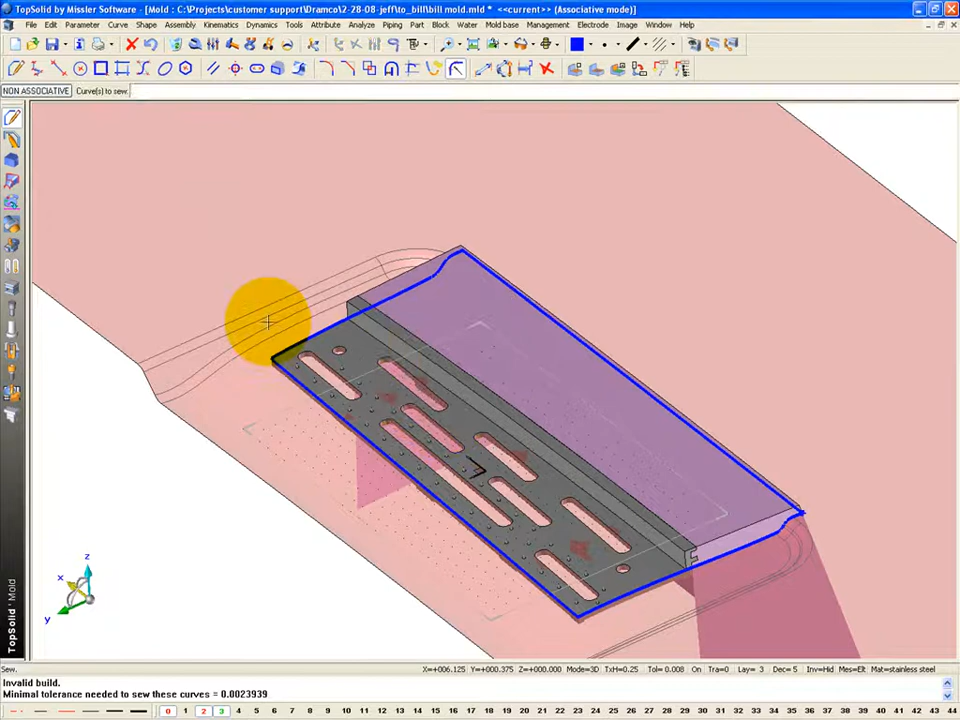 TopSolid by Missler Software - [Mold : C:\Projects\customer support\Dramco\2-28-08-jeff\to_bill\bill mold.mld * <<current>> (Associative mode)]
File Edit Parameter Curve Shape Assembly Kinematics Dynamics Tools Attribute Analyze Piping Part Block Water Mold base Management Electrode User Image Window Help
NON ASSOCIATIVE Curve(s) to sew:
z
x
y
TopSolid 'Mold
Sew. X=+006.125 Y=+000.375 Z=+000.000 Mode=3D TxH=0.25 Tol= 0.008 On Tra=0 Lay= 3 Dec= 5 Inv=Hid Mes=Elt Mat=stainless steel
Invalid build.
Minimal tolerance needed to sew these curves = 0.0023939
0 1 2 3 4 5 6 7 8 9 10 11 12 13 14 15 16 17 18 19 20 21 22 23 24 25 26 27 28 29 30 31 32 33 34 35 36 37 38 39 40 41 42 43 44